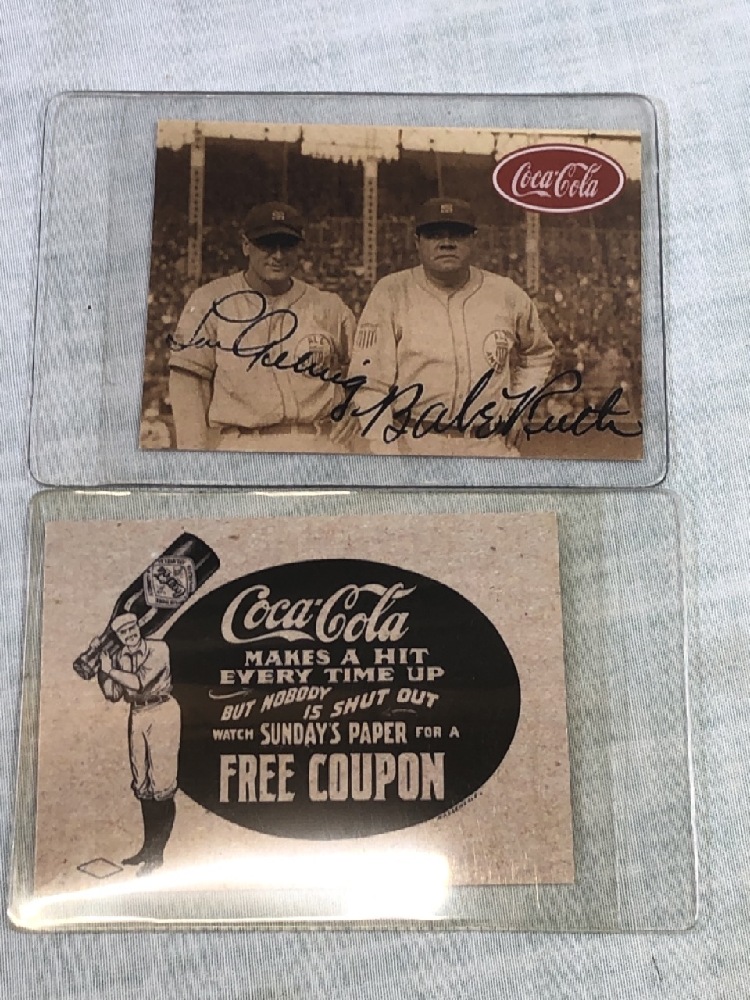 Coca-Cola
Lou Gehrig
Babe Ruth
Coca-Cola
MAKES A HIT
EVERY TIME UP
BUT NOBODY
IS SHUT OUT
WATCH SUNDAY'S PAPER FOR A
FREE COUPON